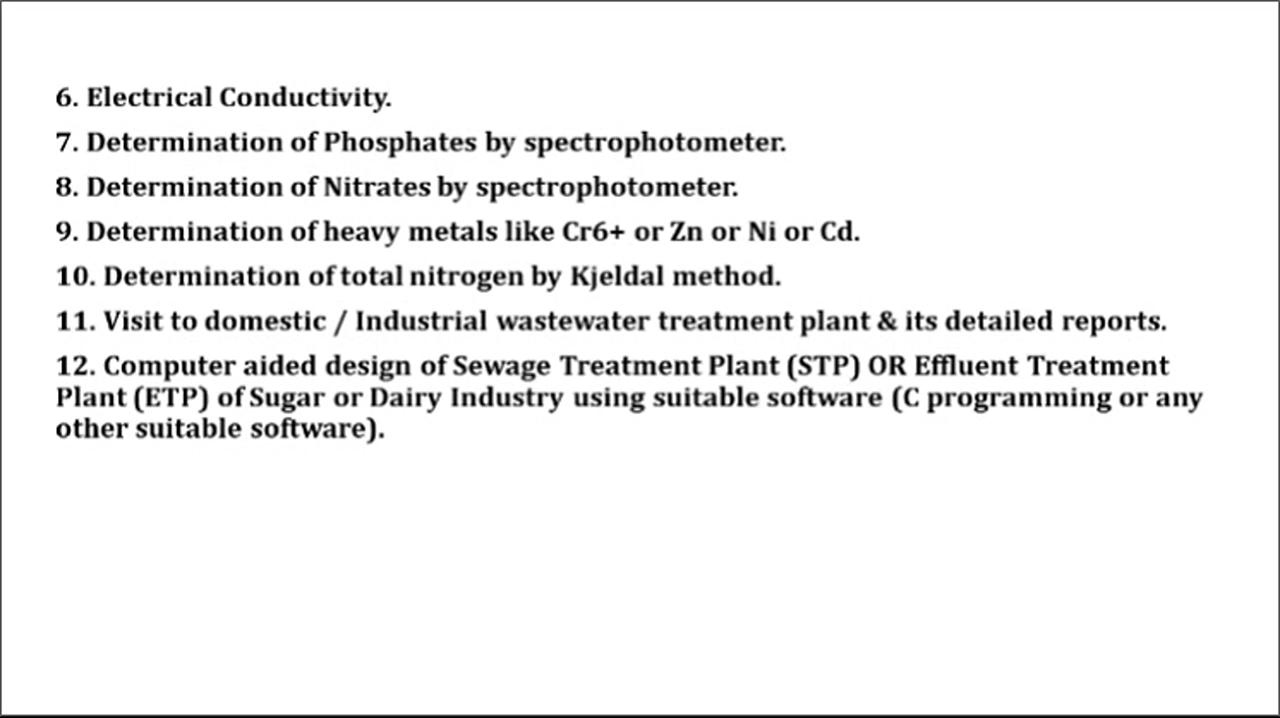 6. Electrical Conductivity.
7. Determination of Phosphates by spectrophotometer.
8. Determination of Nitrates by spectrophotometer.
9. Determination of heavy metals like Cr6+ or Zn or Ni or Cd.
10. Determination of total nitrogen by Kjeldal method.
11. Visit to domestic / Industrial wastewater treatment plant & its detailed reports.
12. Computer aided design of Sewage Treatment Plant (STP) OR Effluent Treatment
Plant (ETP) of Sugar or Dairy Industry using suitable software (C programming or any
other suitable software).